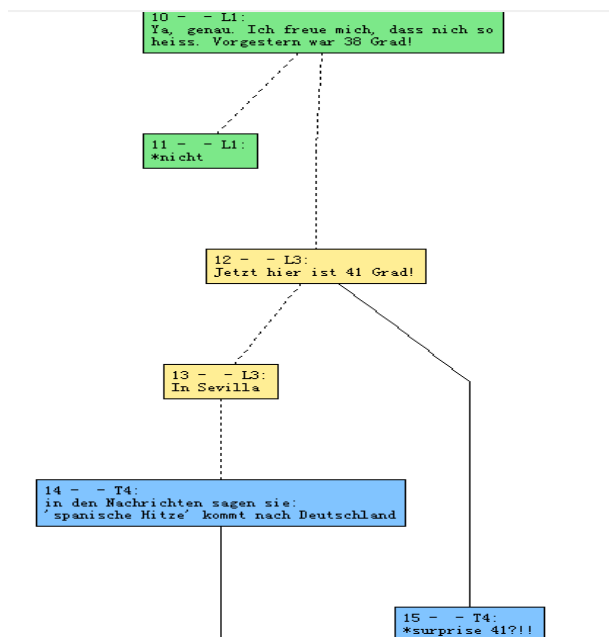 10 - - L1:
Ya, genau. Ich freue mich, dass nich so
heiss. Vorgestern war 38 Grad!
11 - - L1:
*nicht
12 - - L3:
Jetzt hier ist 41 Grad!
13 - - L3:
In Sevilla
14 - - T4:
in den Nachrichten sagen sie:
'spanische Hitze' kommt nach Deutschland
15 - - T4:
*surprise 41?!!